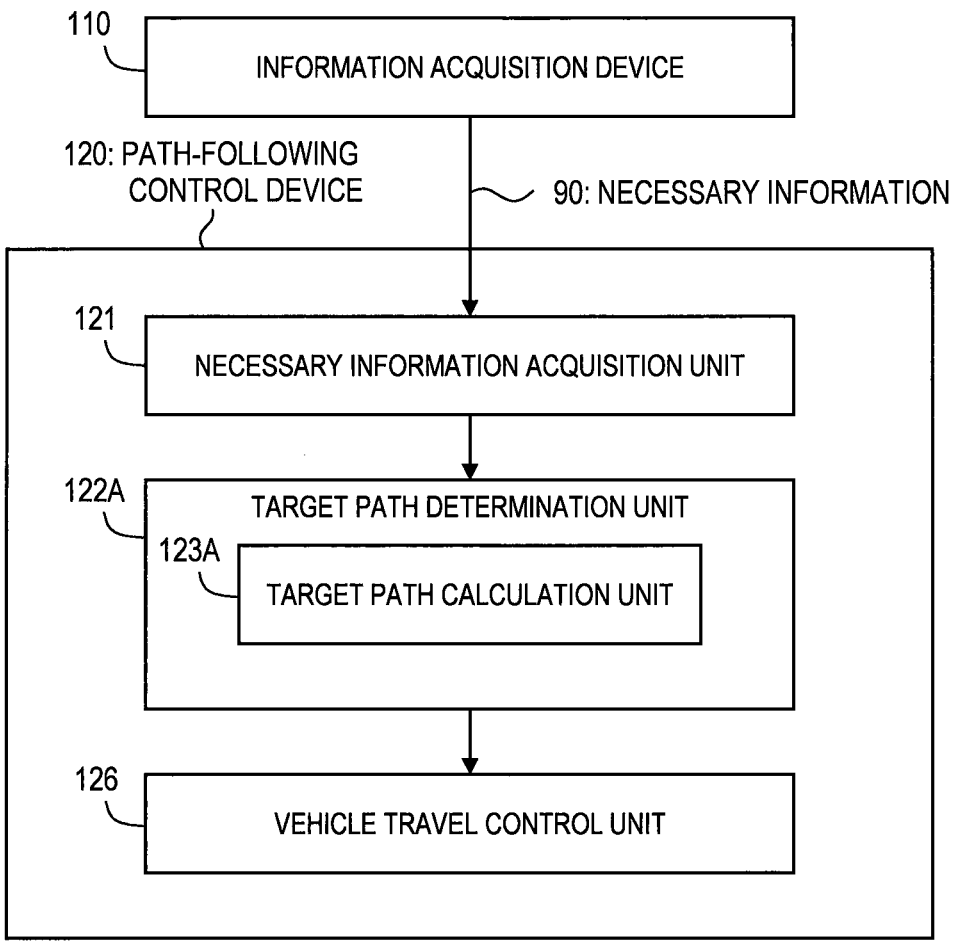 110
INFORMATION ACQUISITION DEVICE
120: PATH-FOLLOWING
CONTROL DEVICE
90: NECESSARY INFORMATION
121
NECESSARY INFORMATION ACQUISITION UNIT
122A
TARGET PATH DETERMINATION UNIT
123A
TARGET PATH CALCULATION UNIT
126
VEHICLE TRAVEL CONTROL UNIT